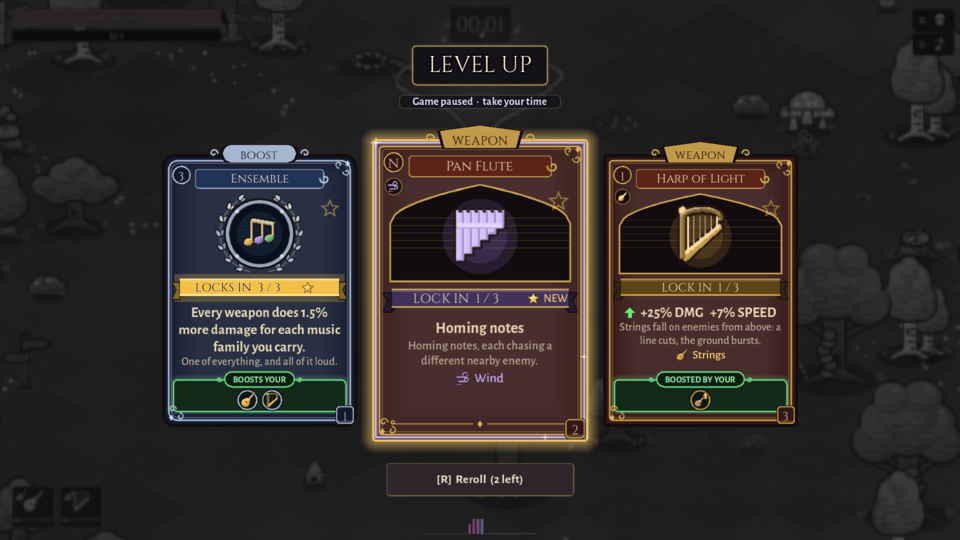 00:01
LEVEL UP
Game paused · take your time
BOOST
3
ENSEMBLE
LOCKS IN 3 / 3
Every weapon does 1.5%
more damage for each music
family you carry.
One of everything, and all of it loud.
BOOSTS YOUR
1
WEAPON
N
PAN FLUTE
LOCK IN 1 / 3
NEW
Homing notes
Homing notes, each chasing a
different nearby enemy.
Wind
2
WEAPON
1
HARP OF LIGHT
LOCK IN 1 / 3
+25% DMG +7% SPEED
Strings fall on enemies from above: a
line cuts, the ground bursts.
Strings
BOOSTED BY YOUR
3
[R] Reroll (2 left)